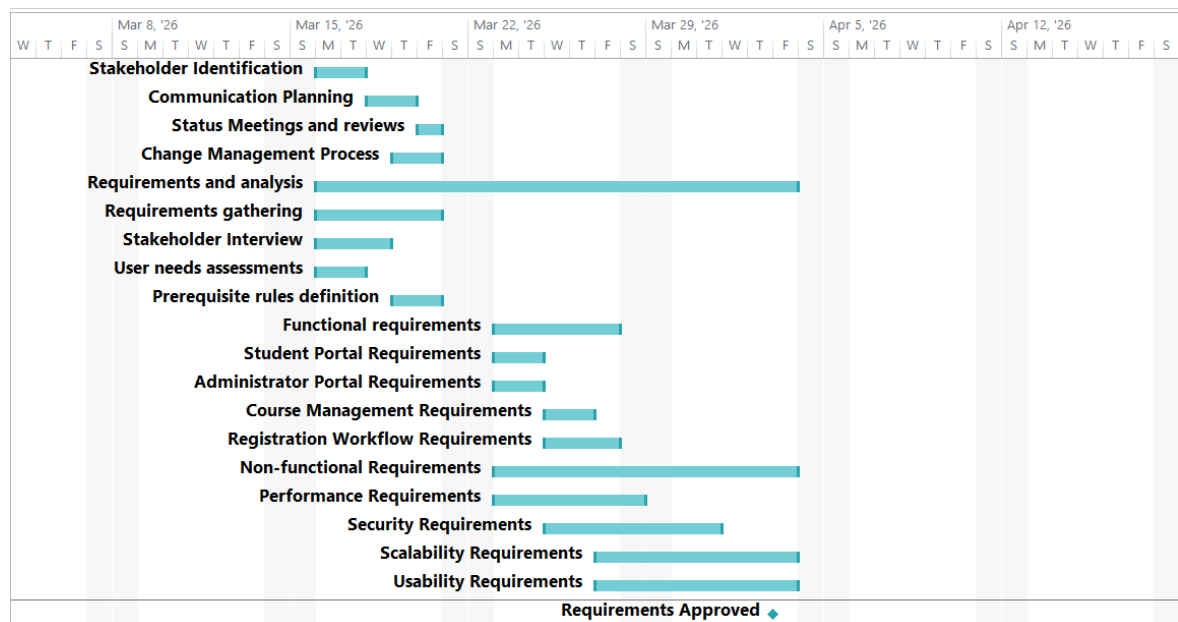 Mar 8, '26 Mar 15, '26 Mar 22, '26 Mar 29, '26 Apr 5, '26 Apr 12, '26
W T F S S M T W T F S S M T W T F S S M T W T F S S M T W T F S S M T W T F S S M T W T F S
Stakeholder Identification
Communication Planning
Status Meetings and reviews
Change Management Process
Requirements and analysis
Requirements gathering
Stakeholder Interview
User needs assessments
Prerequisite rules definition
Functional requirements
Student Portal Requirements
Administrator Portal Requirements
Course Management Requirements
Registration Workflow Requirements
Non-functional Requirements
Performance Requirements
Security Requirements
Scalability Requirements
Usability Requirements
Requirements Approved